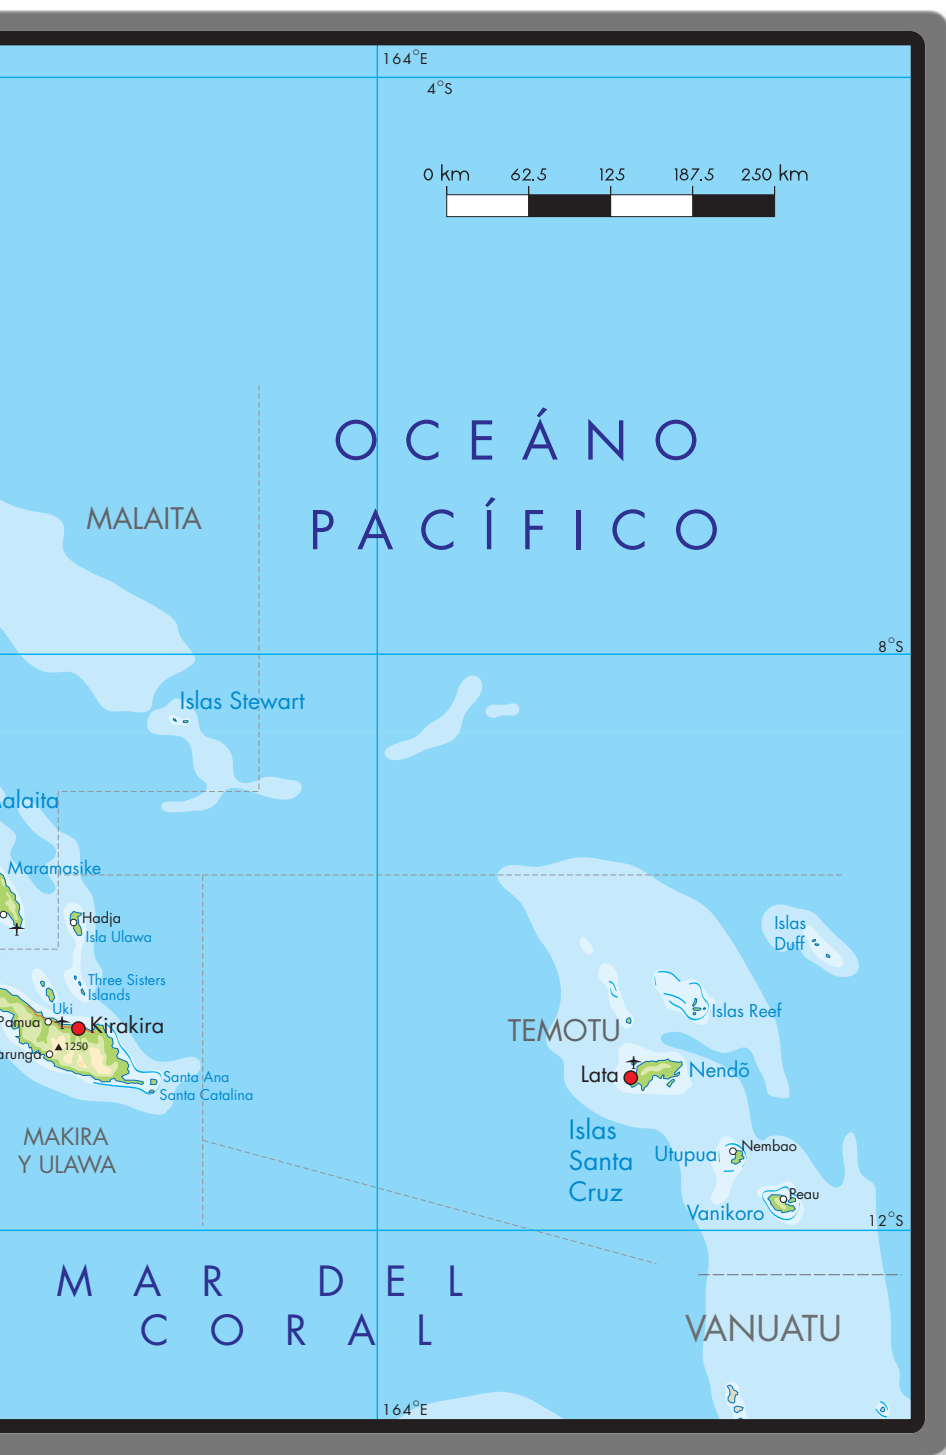 164°E
4°S
0 km 62.5 125 187.5 250 km
OCEÁNO
PACÍFICO
MALAITA
8°S
Islas Stewart
alaita
Maramasike
Hadja
Isla Ulawa
Islas
Duff
Three Sisters
Islands
Uki
Islas Reef
Pamua
Kirakira
TEMOTU
arunga
1250
Lata
Nendõ
Santa Ana
Santa Catalina
Islas
Santa
Cruz
MAKIRA
Y ULAWA
Utupua
Nembao
Peau
Vanikoro
12°S
MAR DEL
CORAL
VANUATU
164°E